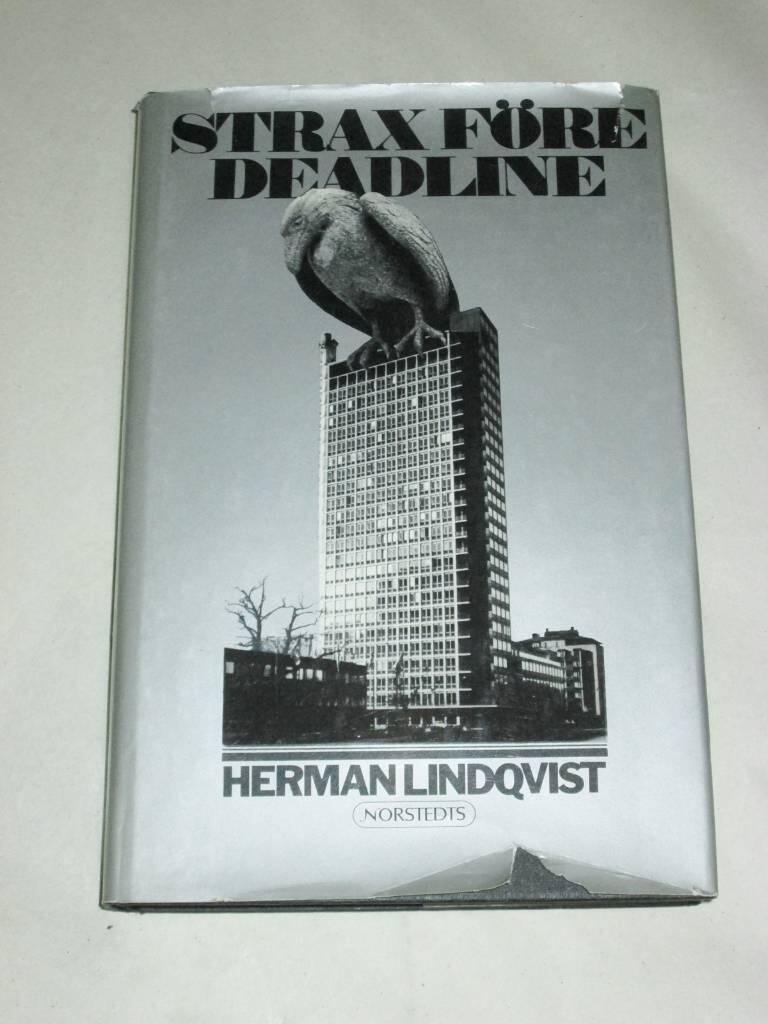 STRAX FÖRE
DEADLINE
HERMAN LINDQVIST
NORSTEDTS